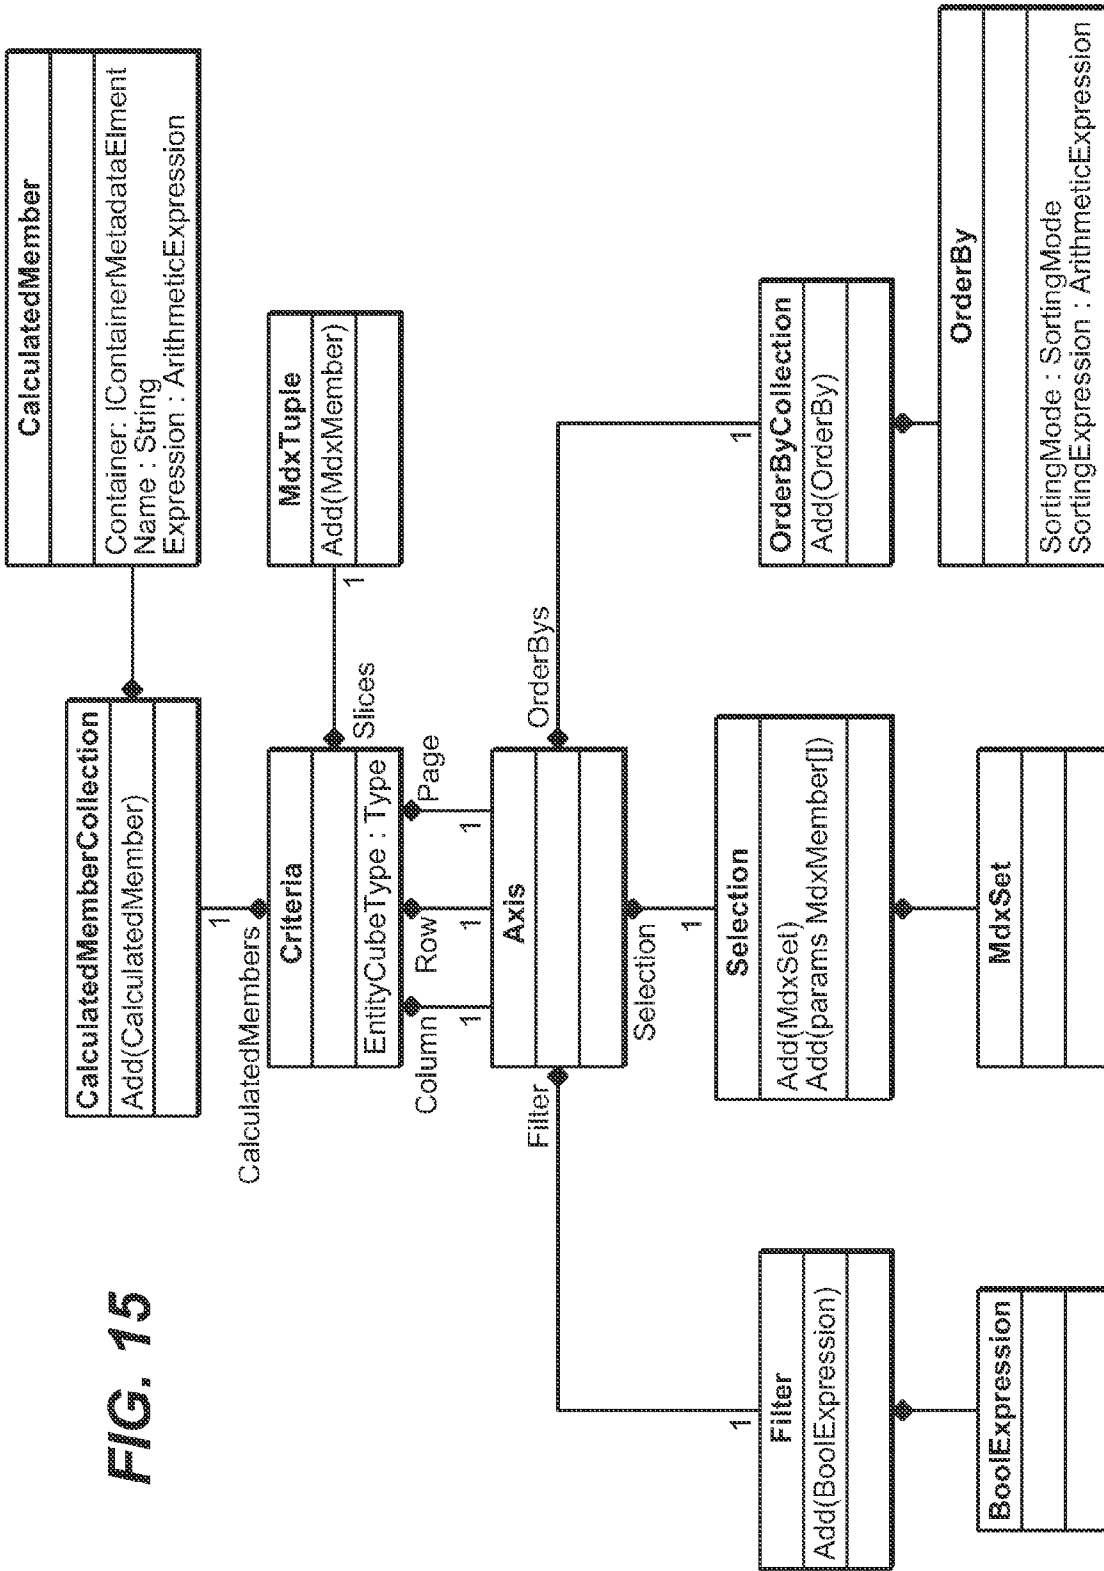 FIG. 15
CalculatedMemberCollection
Add(CalculatedMember)
CalculatedMember
Container: IContainerMetadataElment
Name : String
Expression : ArithmeticExpression
1
CalculatedMembers
Criteria
EntityCubeType : Type
Slices
1
MdxTuple
Add(MdxMember)
Column
Row
Page
1
1
1
Axis
Filter
OrderBys
Selection
1
1
1
Filter
Add(BoolExpression)
Selection
Add(MdxSet)
Add(params MdxMember[])
OrderByCollection
Add(OrderBy)
BoolExpression
MdxSet
OrderBy
SortingMode : SortingMode
SortingExpression : ArithmeticExpression